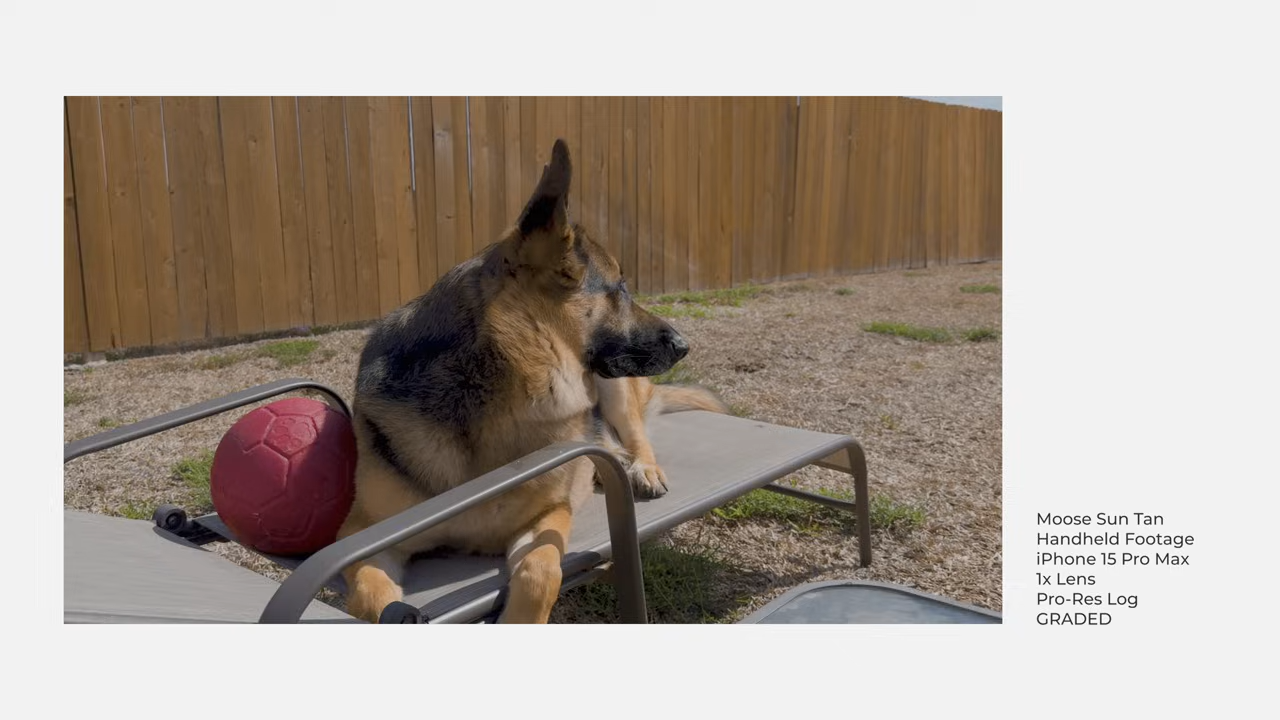 Moose Sun Tan
Handheld Footage
iPhone 15 Pro Max
1x Lens
Pro-Res Log
GRADED